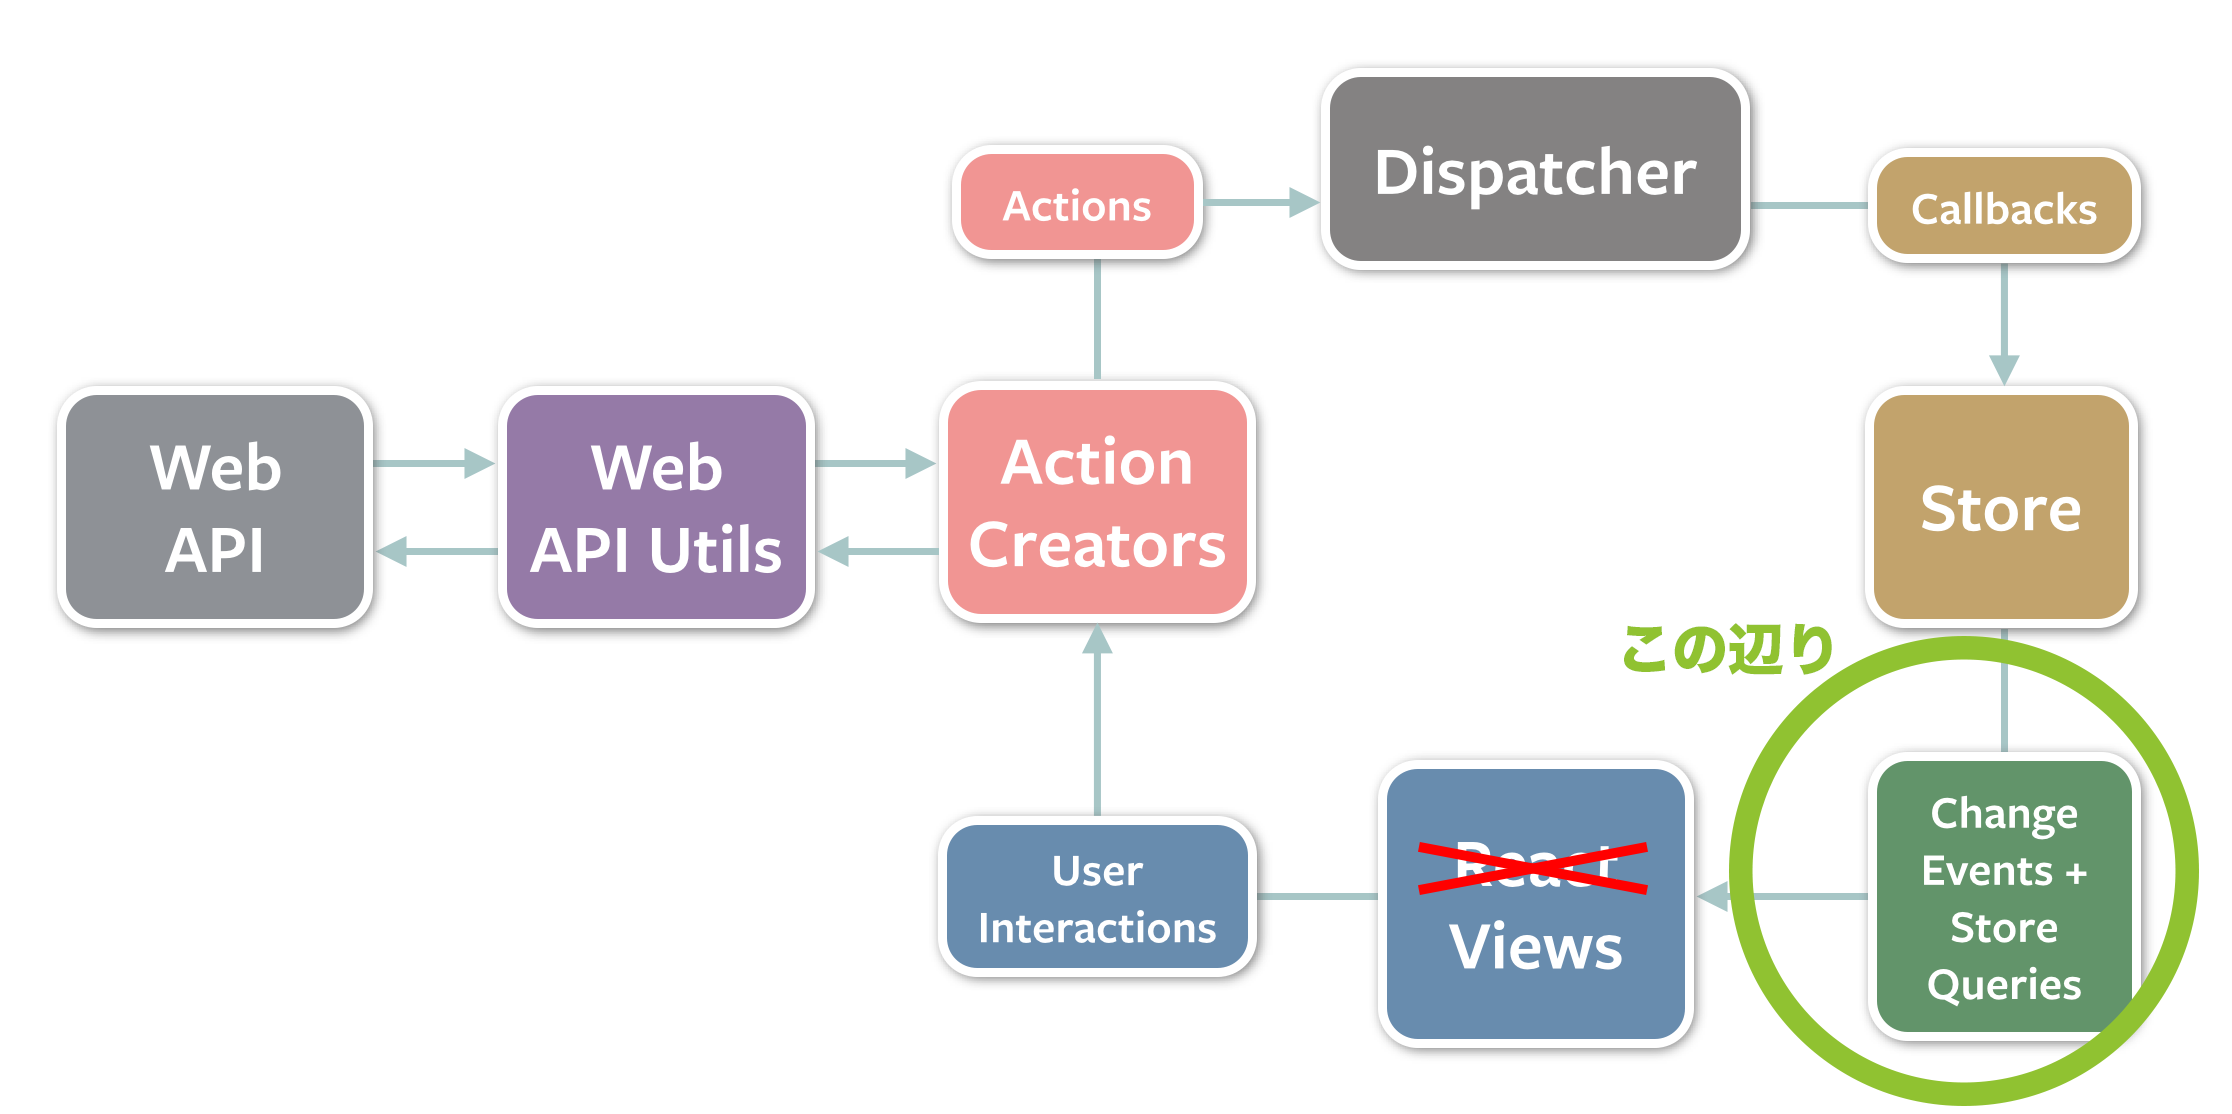 Dispatcher
Actions
Callbacks
Web
API
Web
API Utils
Action
Creators
Store
この辺り
React
Views
User
Interactions
Change
Events +
Store
Queries